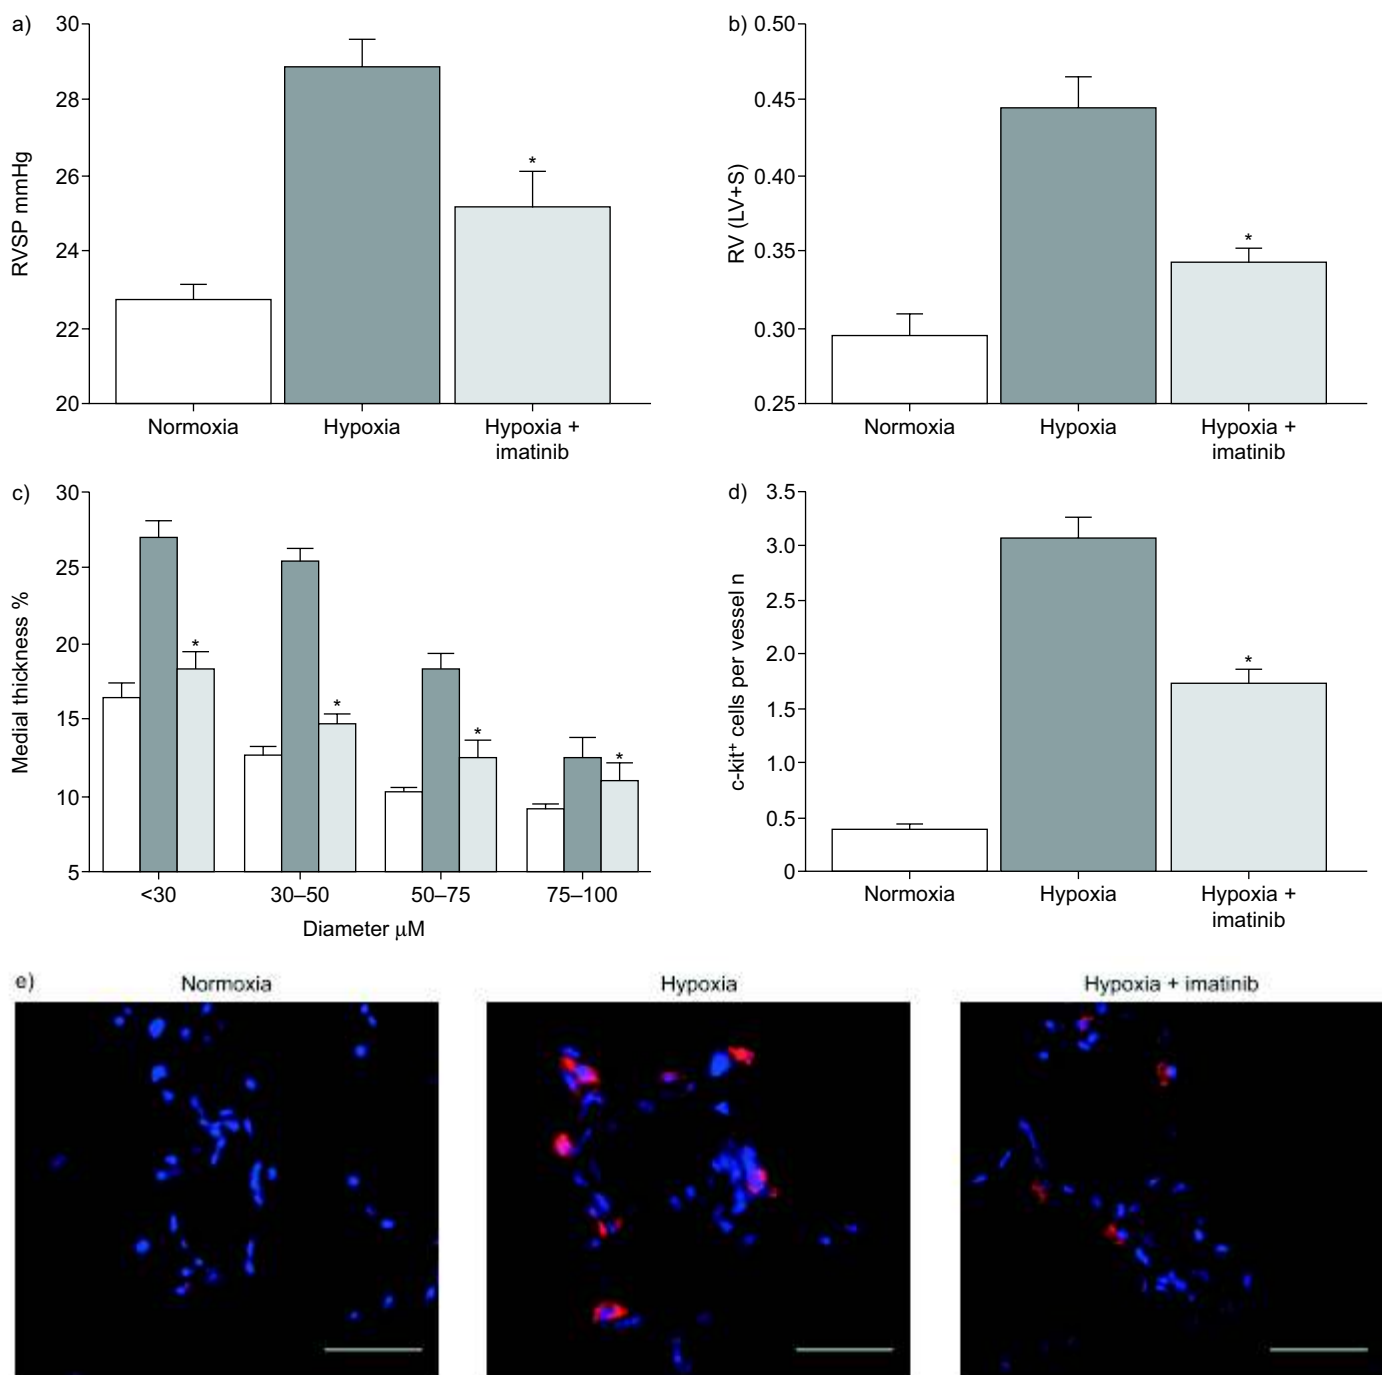 a)
30
28
26
24
22
20
RVSP mmHg
*
Normoxia
Hypoxia
Hypoxia +
imatinib
b)
0.50
0.45
0.40
0.35
0.30
0.25
RV (LV+S)
*
Normoxia
Hypoxia
Hypoxia +
imatinib
c)
30
25
20
15
10
5
Medial thickness %
*
*
*
*
<30
30–50
50–75
75–100
Diameter μM
d)
3.5
3.0
2.5
2.0
1.5
1.0
0.5
0
c-kit⁺ cells per vessel n
*
Normoxia
Hypoxia
Hypoxia +
imatinib
e)
Normoxia
Hypoxia
Hypoxia + imatinib